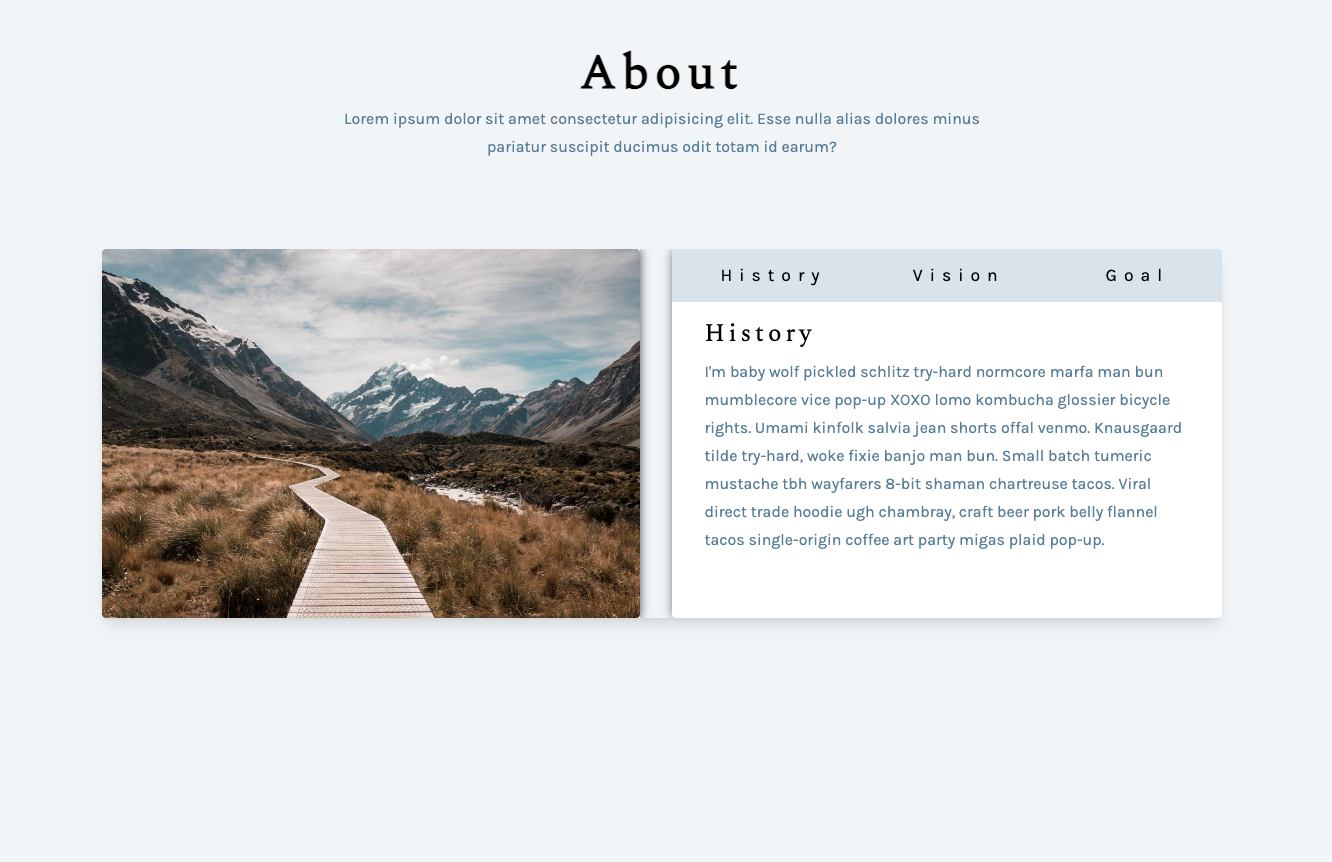 About
Lorem ipsum dolor sit amet consectetur adipisicing elit. Esse nulla alias dolores minus
pariatur suscipit ducimus odit totam id earum?
History Vision Goal
History
I'm baby wolf pickled schlitz try-hard normcore marfa man bun
mumblecore vice pop-up XOXO lomo kombucha glossier bicycle
rights. Umami kinfolk salvia jean shorts offal venmo. Knausgaard
tilde try-hard, woke fixie banjo man bun. Small batch tumeric
mustache tbh wayfarers 8-bit shaman chartreuse tacos. Viral
direct trade hoodie ugh chambray, craft beer pork belly flannel
tacos single-origin coffee art party migas plaid pop-up.